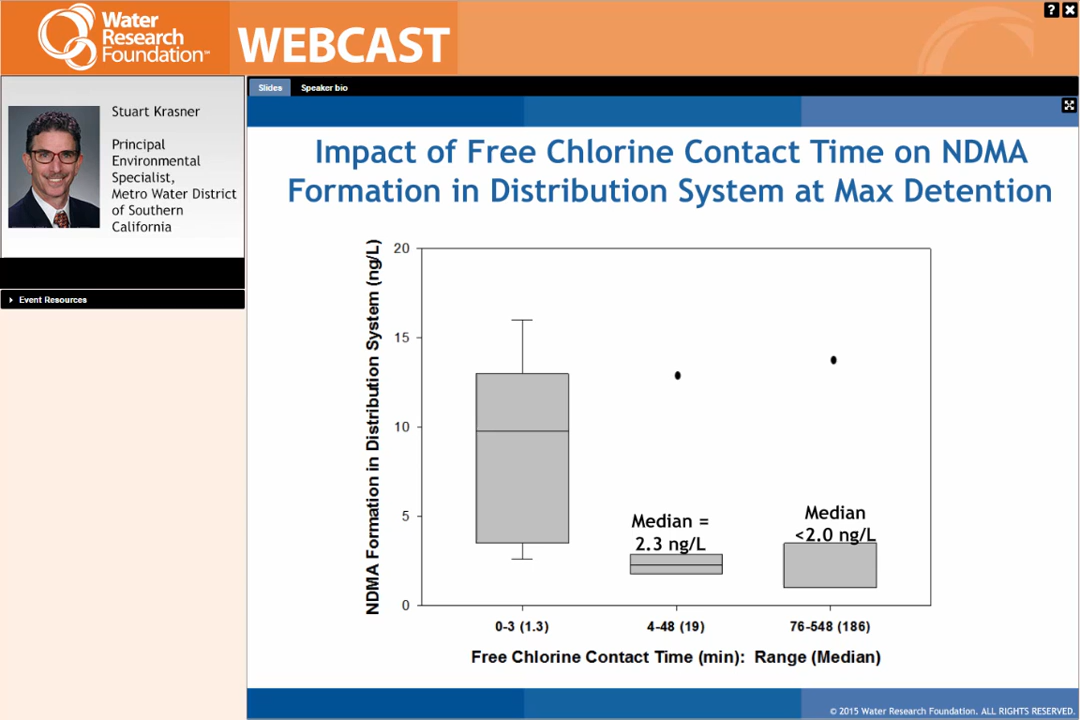 Water
Research
Foundation
WEBCAST
? X
Stuart Krasner
Principal
Environmental
Specialist,
Metro Water District
of Southern
California
Event Resources
Slides Speaker bio
Impact of Free Chlorine Contact Time on NDMA
Formation in Distribution System at Max Detention
NDMA Formation in Distribution System (ng/L)
20
15
10
5
0
Median =
2.3 ng/L
Median
<2.0 ng/L
0-3 (1.3) 4-48 (19) 76-548 (186)
Free Chlorine Contact Time (min): Range (Median)
© 2015 Water Research Foundation. ALL RIGHTS RESERVED.